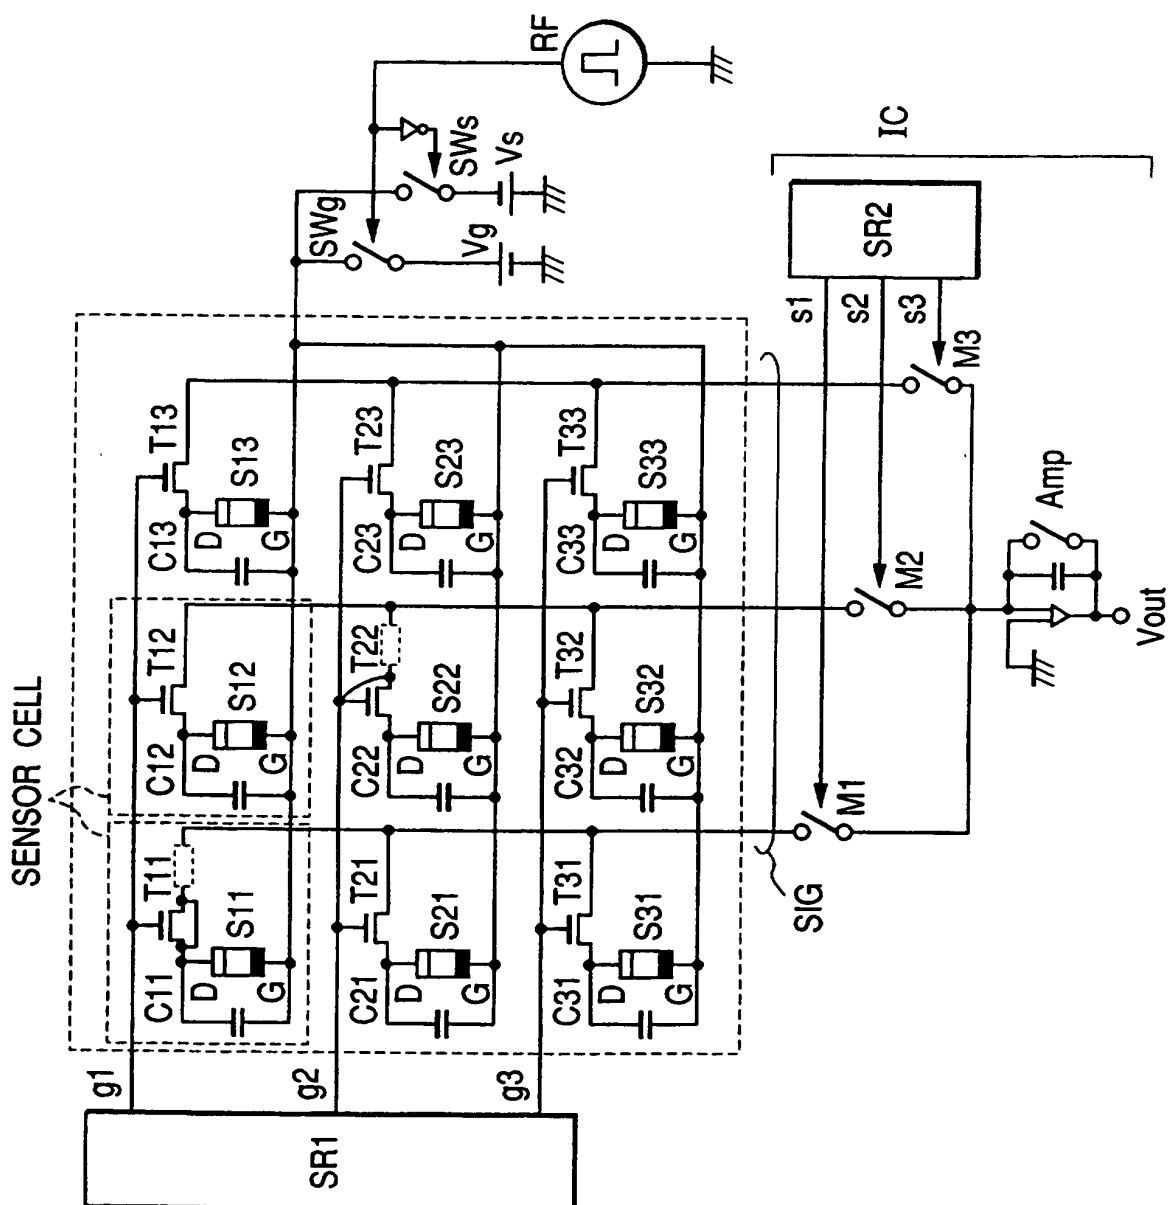 SENSOR CELL
RF
SWg
SWs
Vg
Vs
SR1
g1
g2
g3
C11
T11
D
S11
G
C12
T12
D
S12
G
C13
T13
D
S13
G
C21
T21
D
S21
G
C22
T22
D
S22
G
C23
T23
D
S23
G
C31
T31
D
S31
G
C32
T32
D
S32
G
C33
T33
D
S33
G
SIG
M1
M2
M3
s1
s2
s3
SR2
IC
Amp
Vout